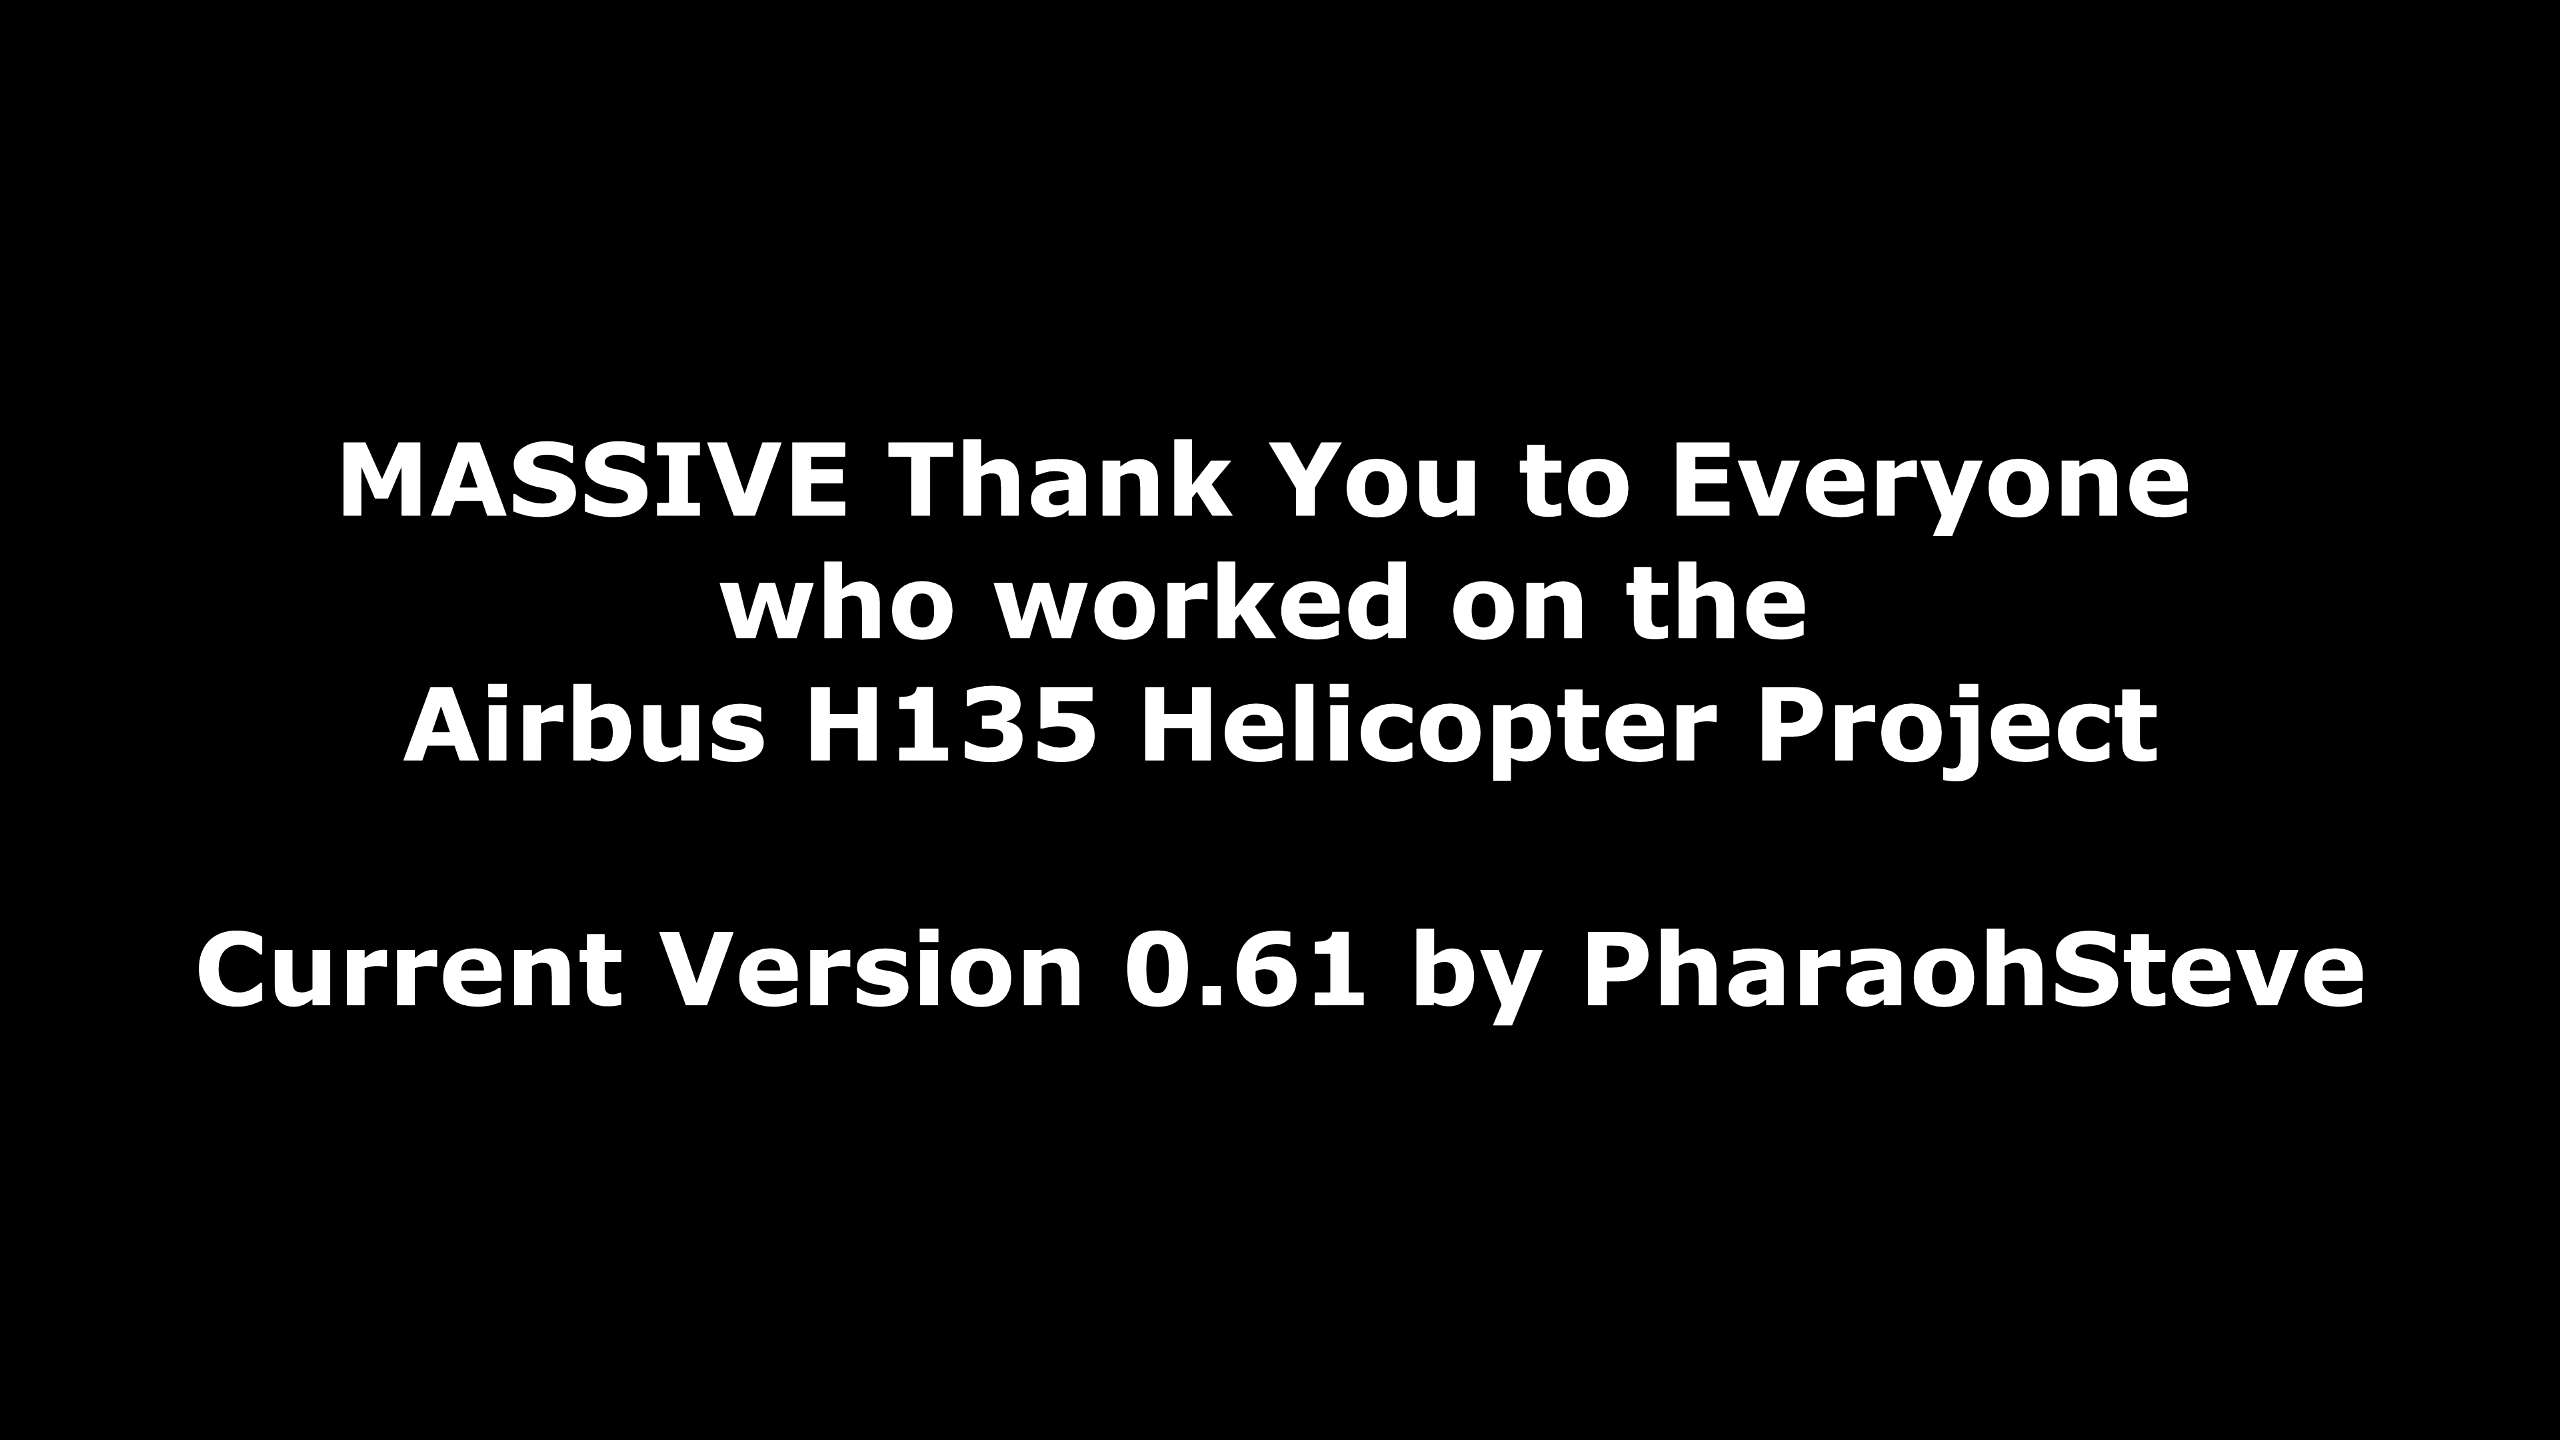 MASSIVE Thank You to Everyone
who worked on the
Airbus H135 Helicopter Project
Current Version 0.61 by PharaohSteve